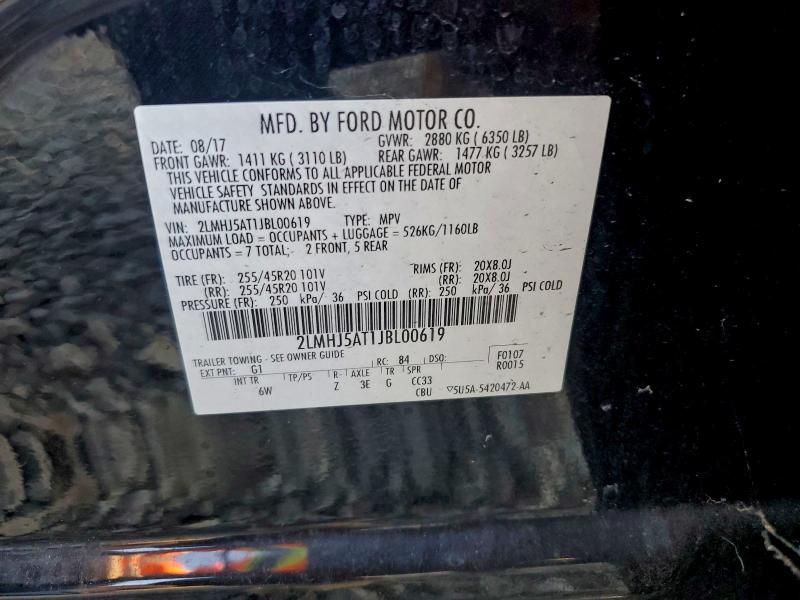 MFD. BY FORD MOTOR CO.
DATE: 08/17 GVWR: 2880 KG ( 6350 LB)
FRONT GAWR: 1411 KG ( 3110 LB) REAR GAWR: 1477 KG ( 3257 LB)
THIS VEHICLE CONFORMS TO ALL APPLICABLE FEDERAL MOTOR
VEHICLE SAFETY STANDARDS IN EFFECT ON THE DATE OF
MANUFACTURE SHOWN ABOVE.
VIN: 2LMHJ5AT1JBL00619 TYPE: MPV
MAXIMUM LOAD = OCCUPANTS + LUGGAGE = 526KG/1160LB
OCCUPANTS = 7 TOTAL; 2 FRONT, 5 REAR
TIRE (FR): 255/45R20 101V RIMS (FR): 20X8.0J
(RR): 255/45R20 101V (RR): 20X8.0J
PRESSURE (FR): 250 kPa/ 36 PSI COLD (RR): 250 kPa/ 36 PSI COLD
2LMHJ5AT1JBL00619
TRAILER TOWING - SEE OWNER GUIDE
EXT PNT: G1 RC: 84 DSO: F0107
R0015
INT TR TP/PS R- AXLE TR SPR
6W Z 3E G CC33
CBU ▽5U5A-5420472-AA